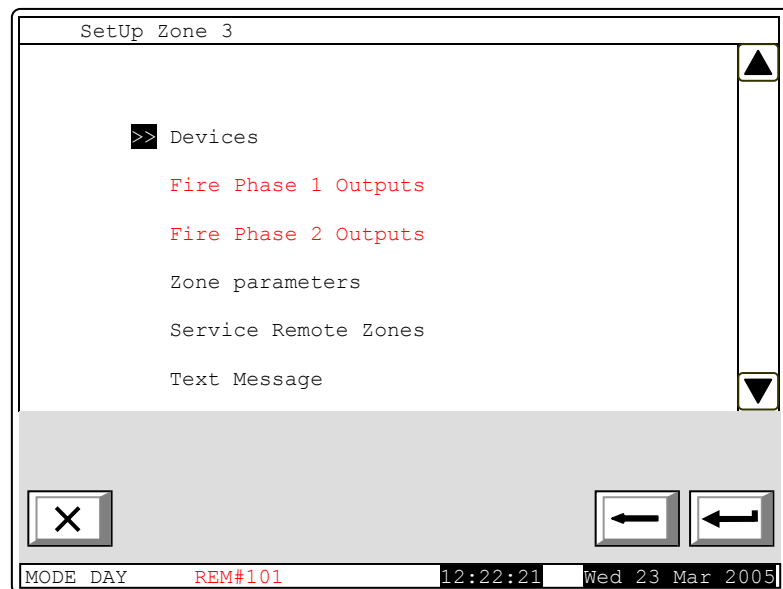 SetUp Zone 3
>> Devices
Fire Phase 1 Outputs
Fire Phase 2 Outputs
Zone parameters
Service Remote Zones
Text Message
MODE DAY REM#101 12:22:21 Wed 23 Mar 2005